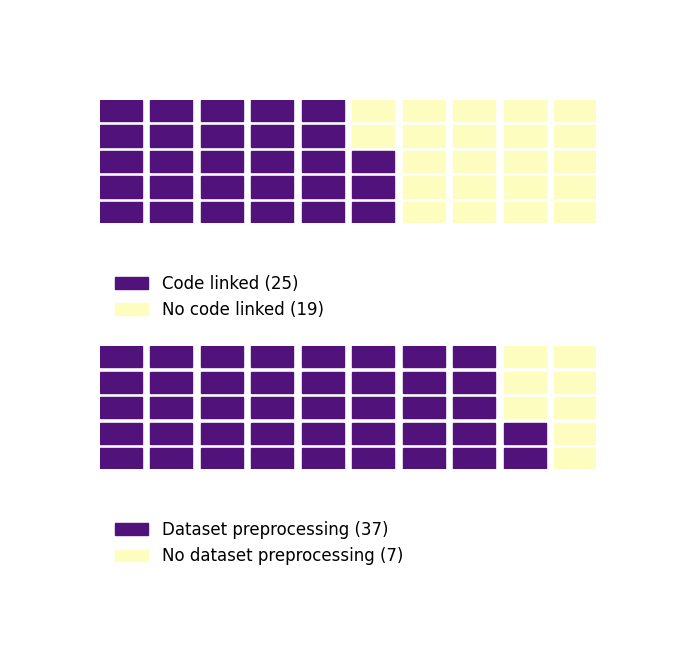 Code linked (25)
No code linked (19)
Dataset preprocessing (37)
No dataset preprocessing (7)